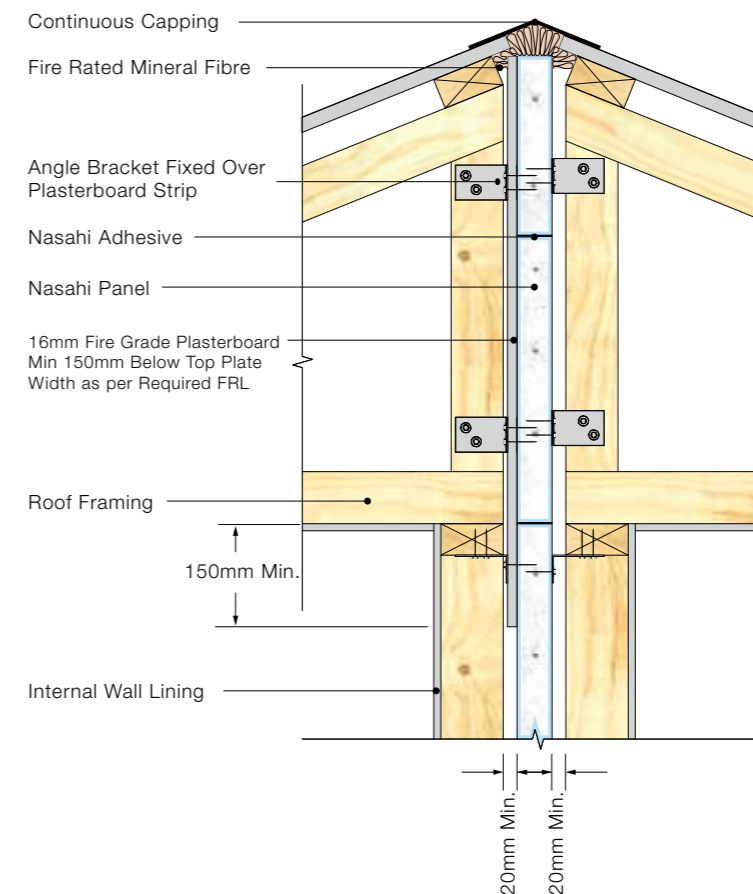 Continuous Capping
Fire Rated Mineral Fibre
Angle Bracket Fixed Over
Plasterboard Strip
Nasahi Adhesive
Nasahi Panel
16mm Fire Grade Plasterboard
Min 150mm Below Top Plate
Width as per Required FRL
Roof Framing
150mm Min.
Internal Wall Lining
20mm Min.
20mm Min.